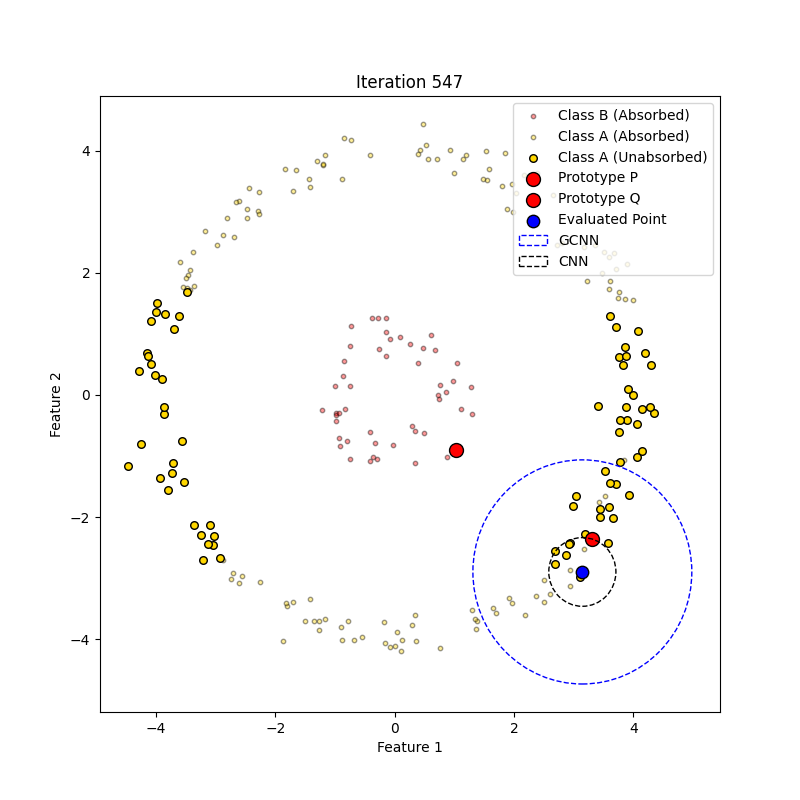 Iteration 547
Class B (Absorbed)
Class A (Absorbed)
Class A (Unabsorbed)
Prototype P
Prototype Q
Evaluated Point
GCNN
CNN
4
2
0
−2
−4
Feature 2
−4
−2
0
2
4
Feature 1